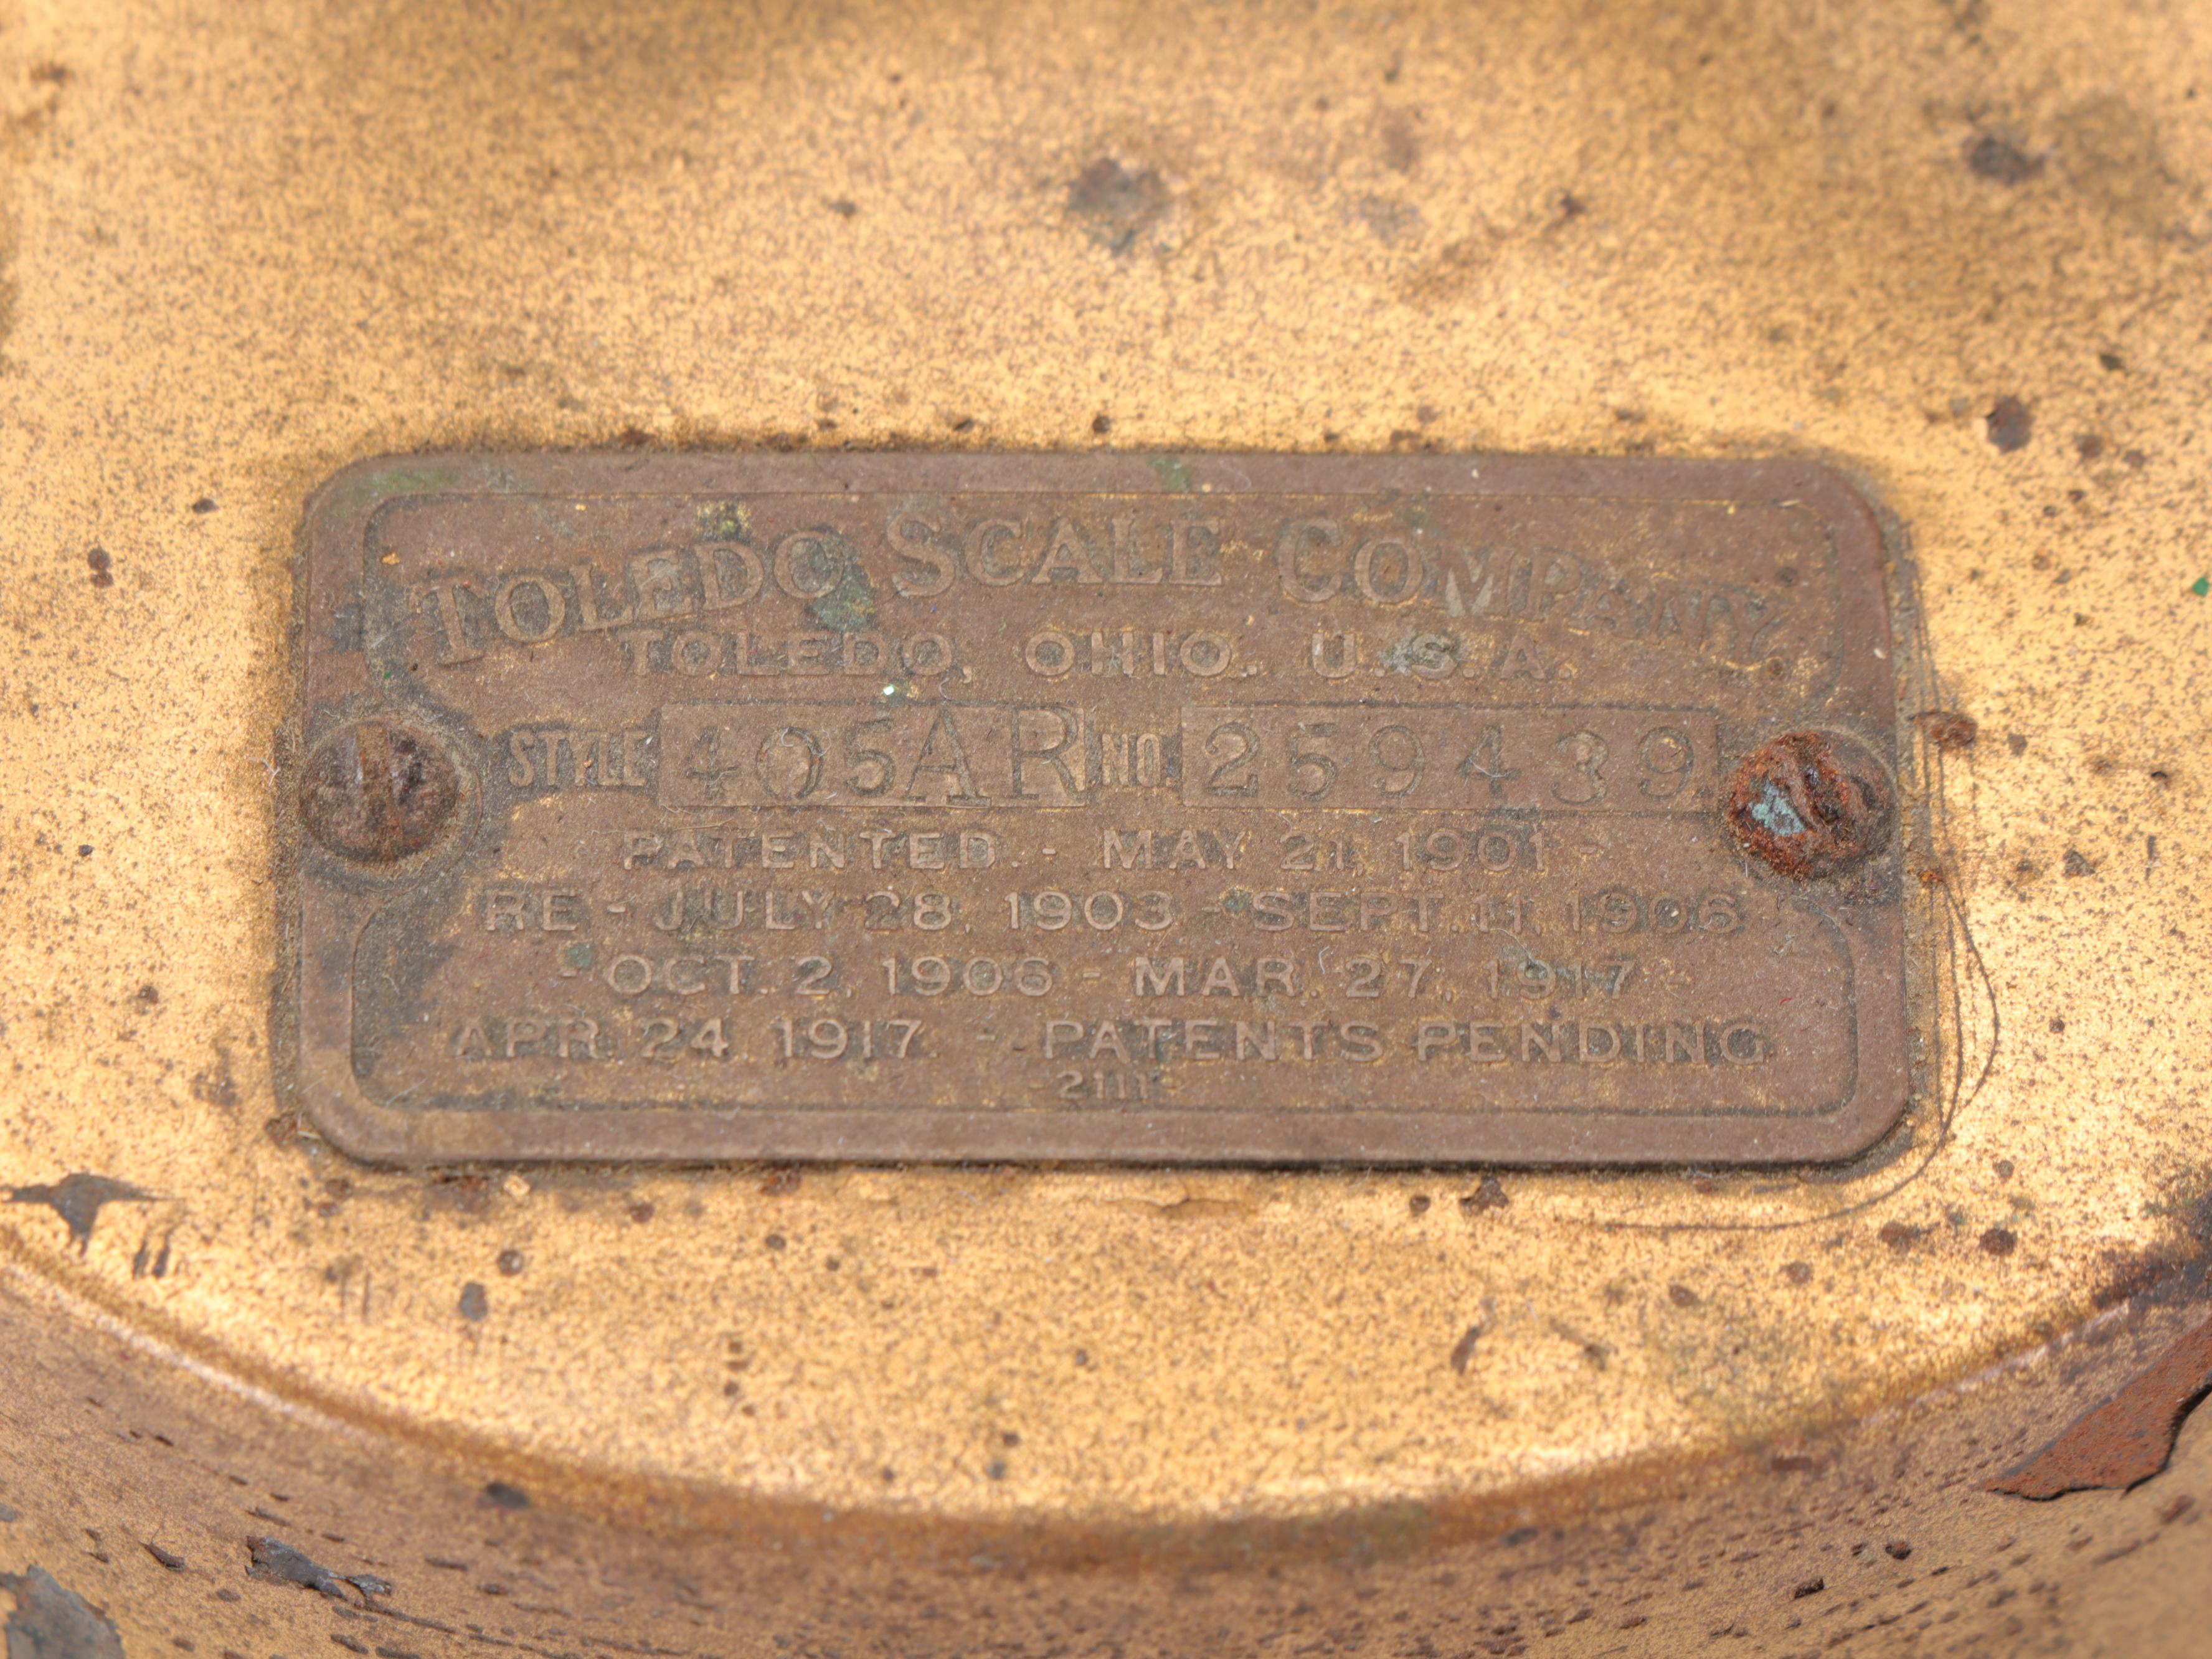 TOLEDO SCALE COMPANY
TOLEDO, OHIO. U.S.A.
STYLE 405AR NO. 259439
PATENTED. - MAY 21, 1901 -
RE - JULY 28, 1903 - SEPT. 11, 1906
- OCT. 2, 1906 - MAR. 27, 1917 -
APR. 24 1917. - PATENTS PENDING